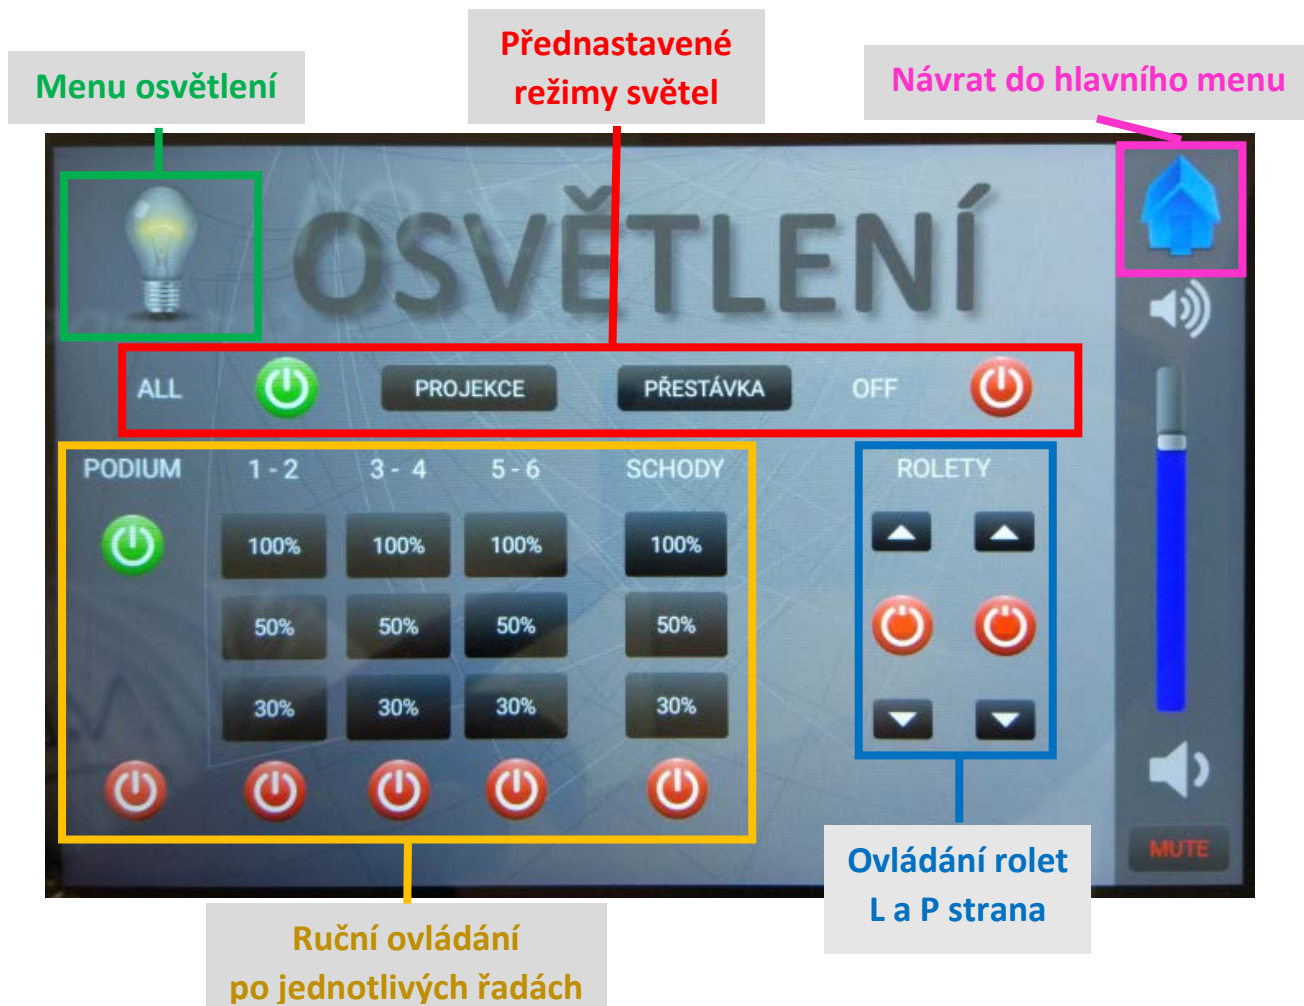 Menu osvětlení
Přednastavené
režimy světel
Návrat do hlavního menu
OSVĚTLENÍ
ALL PROJEKCE PŘESTÁVKA OFF
PODIUM 1 - 2 3 - 4 5 - 6 SCHODY ROLETY
100% 100% 100% 100%
50% 50% 50% 50%
30% 30% 30% 30%
MUTE
Ovládání rolet
L a P strana
Ruční ovládání
po jednotlivých řadách